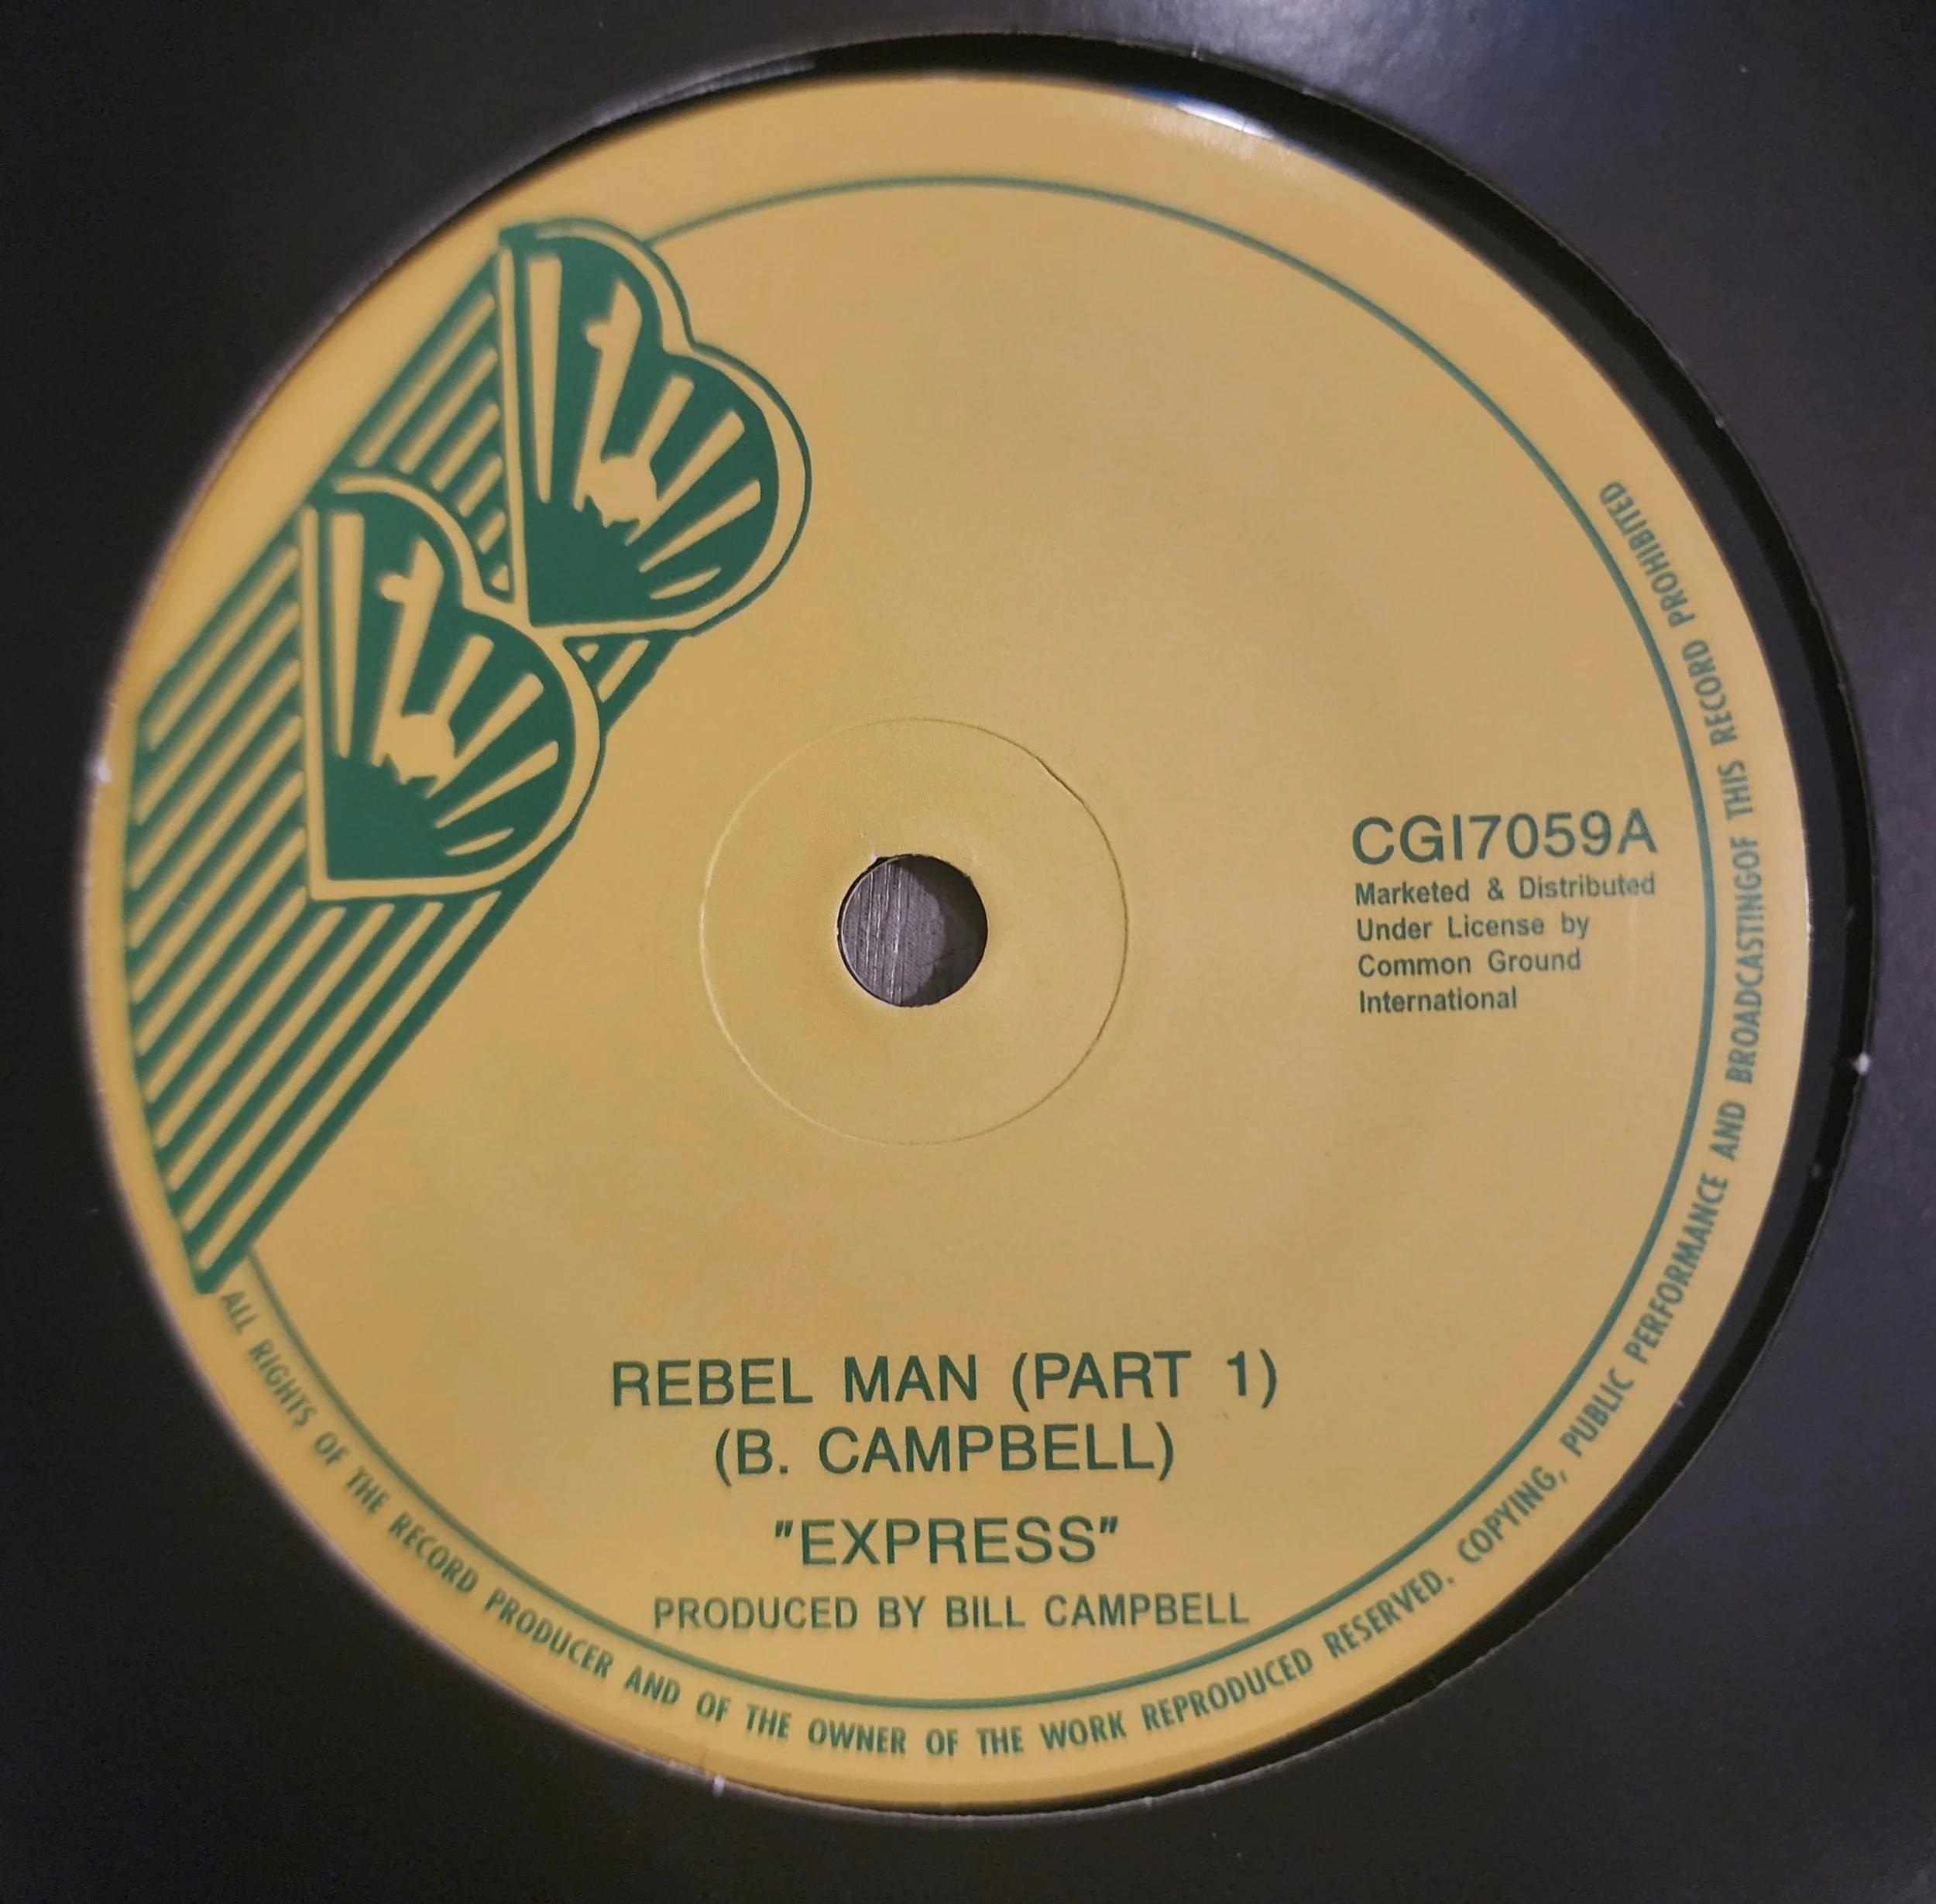 CGI7059A
Marketed & Distributed
Under License by
Common Ground
International
REBEL MAN (PART 1)
(B. CAMPBELL)
"EXPRESS"
PRODUCED BY BILL CAMPBELL
ALL RIGHTS OF THE RECORD PRODUCER AND OF THE OWNER OF THE WORK REPRODUCED RESERVED. COPYING, PUBLIC PERFORMANCE AND BROADCASTINGOF THIS RECORD PROHIBITED